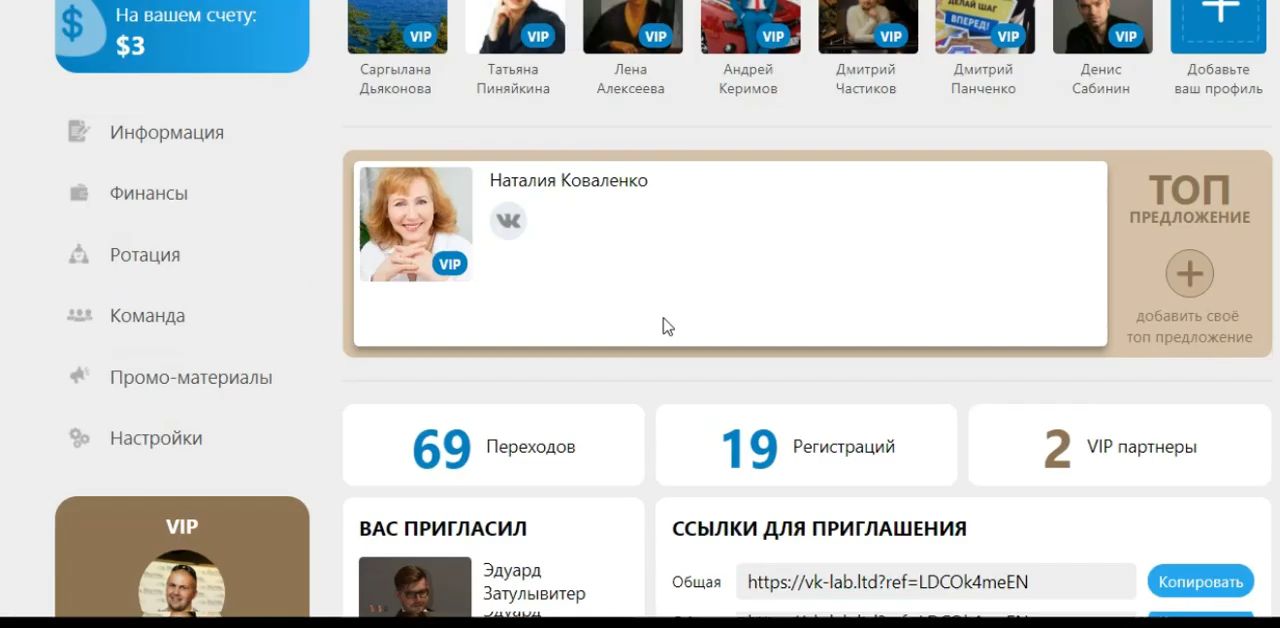 На вашем счету:
$3
VIP VIP VIP VIP VIP ДЕЛАЙ ШАГ ВПЕРЕД! VIP VIP
Саргылана Дьяконова
Татьяна Пиняйкина
Лена Алексеева
Андрей Керимов
Дмитрий Частиков
Дмитрий Панченко
Денис Сабинин
Добавьте ваш профиль
Информация
Финансы
Ротация
Команда
Промо-материалы
Настройки
VIP
Наталия Коваленко
VIP
ТОП
ПРЕДЛОЖЕНИЕ
добавить своё
топ предложение
69 Переходов
19 Регистраций
2 VIP партнеры
ВАС ПРИГЛАСИЛ
Эдуард
Затулывитер
ССЫЛКИ ДЛЯ ПРИГЛАШЕНИЯ
Общая https://vk-lab.ltd?ref=LDCOk4meEN Копировать